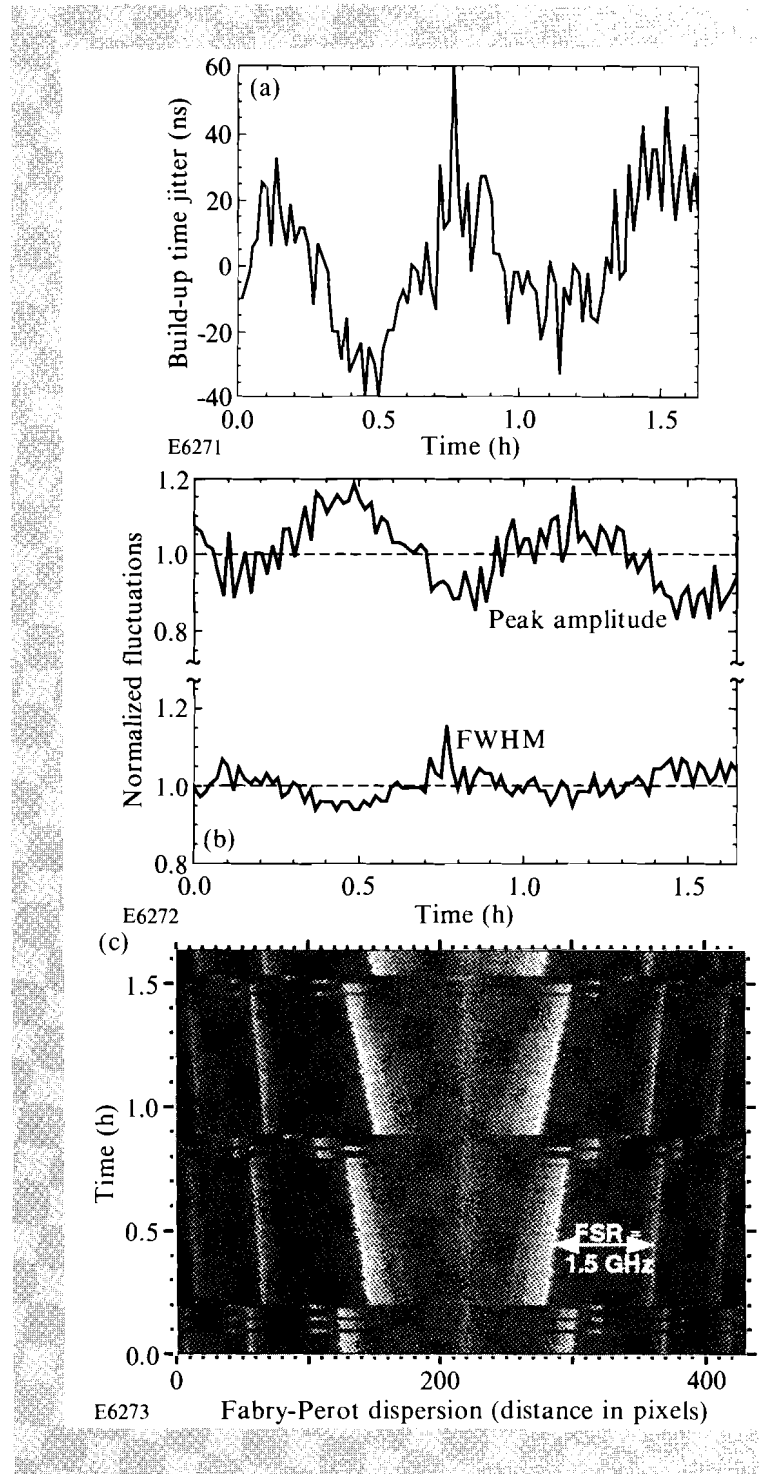 (a)
Build-up time jitter (ns)
60
40
20
0
-20
-40
0.0 0.5 1.0 1.5
E6271
Time (h)
Normalized fluctuations
1.2
1.0
0.8
Peak amplitude
1.2
1.0
0.8
FWHM
(b)
0.0 0.5 1.0 1.5
E6272
Time (h)
(c)
Time (h)
1.5
1.0
0.5
0.0
FSR =
1.5 GHz
0 200 400
E6273
Fabry-Perot dispersion (distance in pixels)